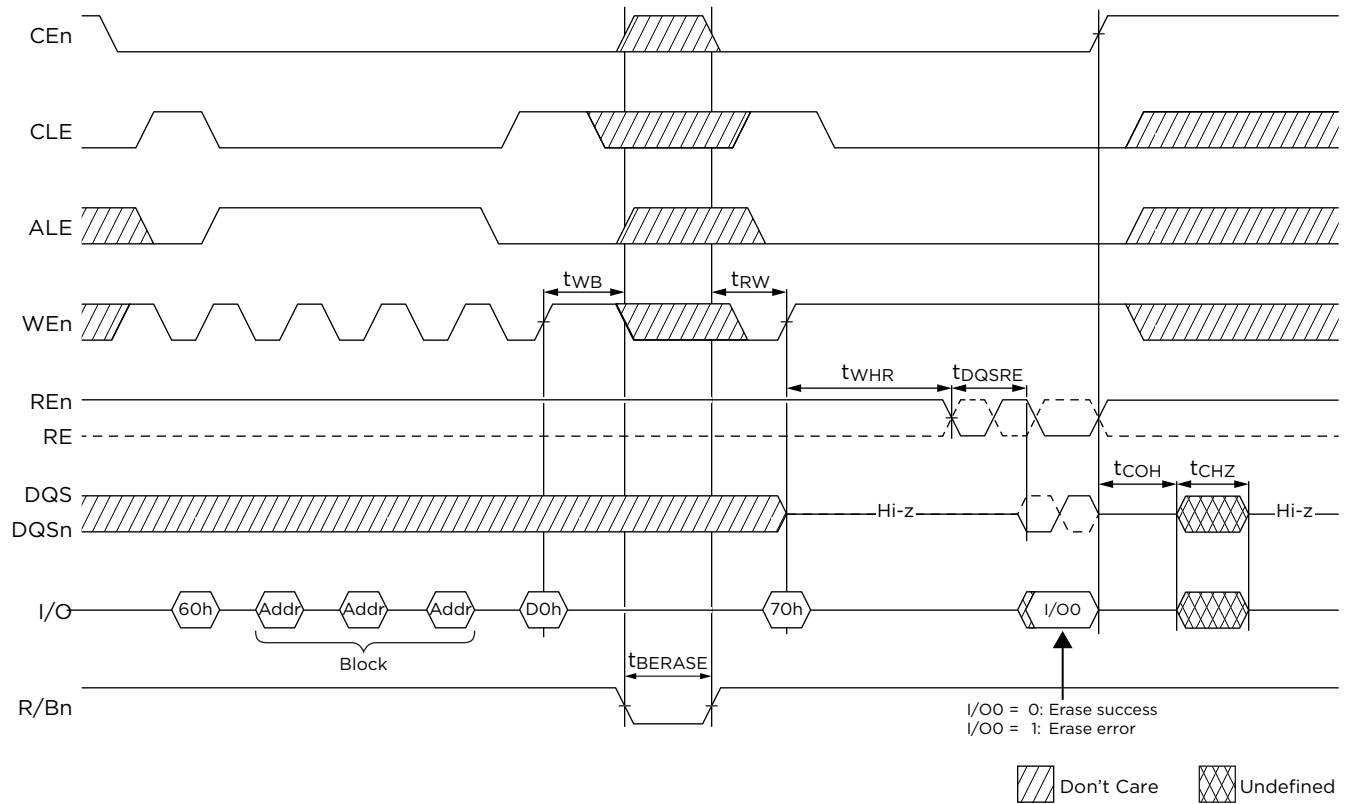 CEn
CLE
ALE
tWB
tRW
WEn
tWHR
tDQSRE
REn
RE
tCOH
tCHZ
DQS
Hi-z
Hi-z
DQSn
I/O
60h
Addr
Addr
Addr
D0h
70h
I/O0
Block
tBERASE
R/Bn
I/O0 = 0: Erase success
I/O0 = 1: Erase error
Don't Care
Undefined